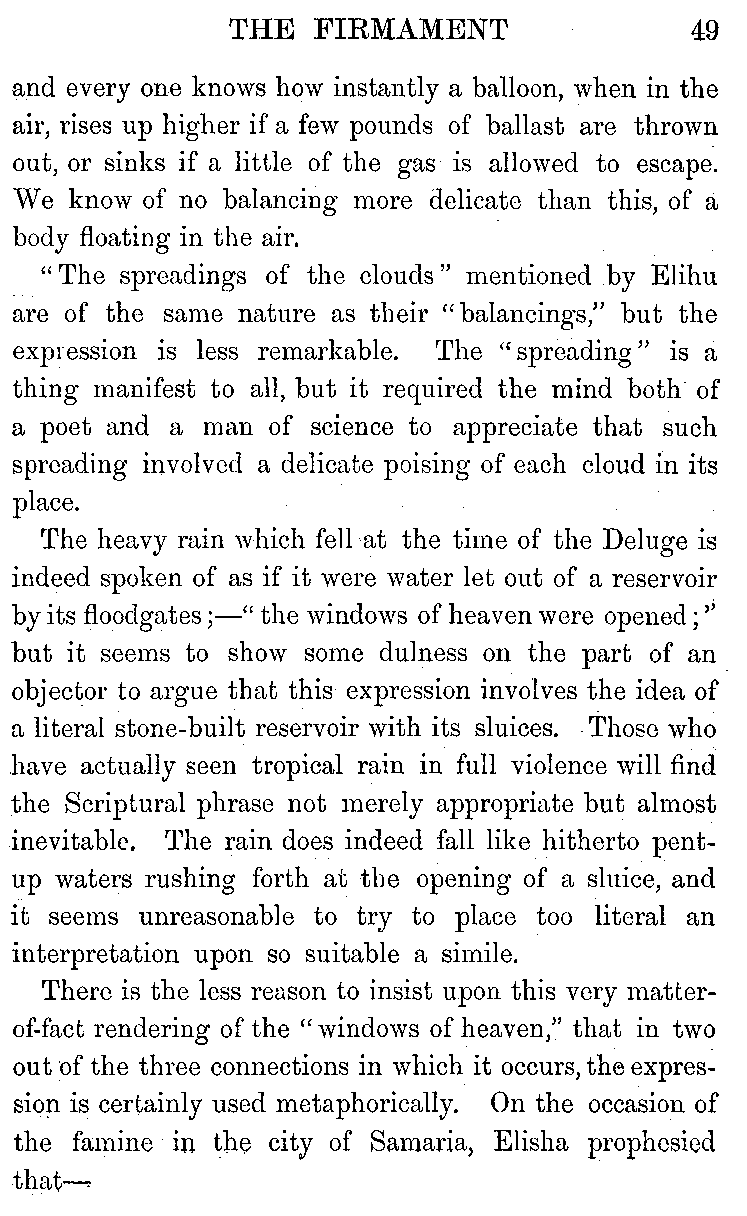 THE FIRMAMENT 49
and every one knows how instantly a balloon, when in the
air, rises up higher if a few pounds of ballast are thrown
out, or sinks if a little of the gas is allowed to escape.
We know of no balancing more delicate than this, of a
body floating in the air.
"The spreadings of the clouds" mentioned by Elihu
are of the same nature as their "balancings," but the
expression is less remarkable. The "spreading" is a
thing manifest to all, but it required the mind both of
a poet and a man of science to appreciate that such
spreading involved a delicate poising of each cloud in its
place.
The heavy rain which fell at the time of the Deluge is
indeed spoken of as if it were water let out of a reservoir
by its floodgates;—"the windows of heaven were opened;"
but it seems to show some dulness on the part of an
objector to argue that this expression involves the idea of
a literal stone-built reservoir with its sluices. Those who
have actually seen tropical rain in full violence will find
the Scriptural phrase not merely appropriate but almost
inevitable. The rain does indeed fall like hitherto pent-
up waters rushing forth at the opening of a sluice, and
it seems unreasonable to try to place too literal an
interpretation upon so suitable a simile.
There is the less reason to insist upon this very matter-
of-fact rendering of the "windows of heaven," that in two
out of the three connections in which it occurs, the expres-
sion is certainly used metaphorically. On the occasion of
the famine in the city of Samaria, Elisha prophesied
that—